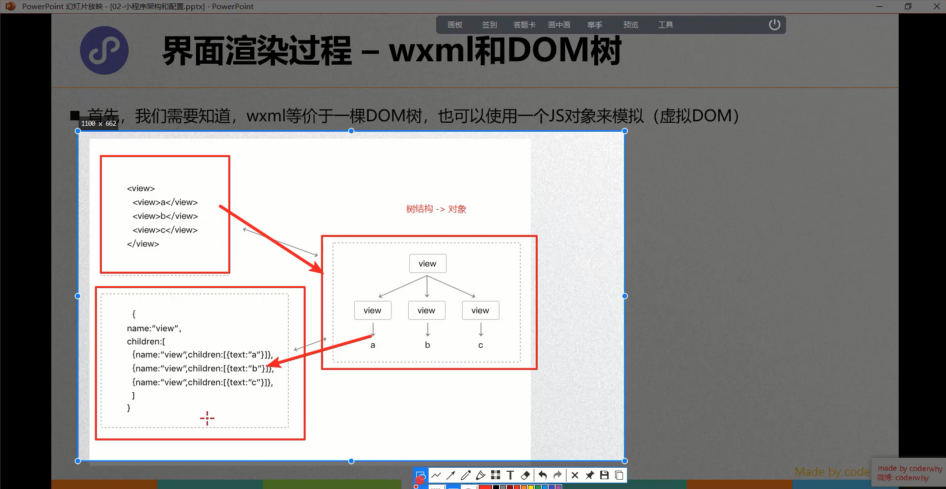 PowerPoint 幻灯片放映 - [02-小程序架构和配置.pptx] - PowerPoint
画板 签到 答题卡 画中画 举手 预览 工具
界面渲染过程 – wxml和DOM树
首先，我们需要知道，wxml等价于一棵DOM树，也可以使用一个JS对象来模拟（虚拟DOM）
1100 x 662
<view>
<view>a</view>
<view>b</view>
<view>c</view>
</view>
树结构 -> 对象
view
view view view
a b c
{
name:"view",
children:[
{name:"view",children:[{text:"a"}]},
{name:"view",children:[{text:"b"}]},
{name:"view",children:[{text:"c"}]},
]
}
T
Made by code
made by coderwhy
微博: coderwhy